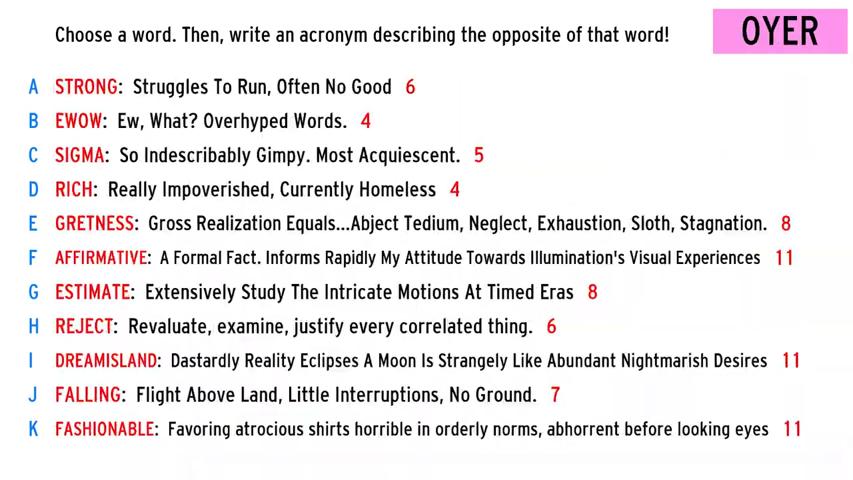 Choose a word. Then, write an acronym describing the opposite of that word!
OYER
A STRONG: Struggles To Run, Often No Good 6
B EWOW: Ew, What? Overhyped Words. 4
C SIGMA: So Indescribably Gimpy. Most Acquiescent. 5
D RICH: Really Impoverished, Currently Homeless 4
E GRETNESS: Gross Realization Equals...Abject Tedium, Neglect, Exhaustion, Sloth, Stagnation. 8
F AFFIRMATIVE: A Formal Fact. Informs Rapidly My Attitude Towards Illumination's Visual Experiences 11
G ESTIMATE: Extensively Study The Intricate Motions At Timed Eras 8
H REJECT: Revaluate, examine, justify every correlated thing. 6
I DREAMISLAND: Dastardly Reality Eclipses A Moon Is Strangely Like Abundant Nightmarish Desires 11
J FALLING: Flight Above Land, Little Interruptions, No Ground. 7
K FASHIONABLE: Favoring atrocious shirts horrible in orderly norms, abhorrent before looking eyes 11